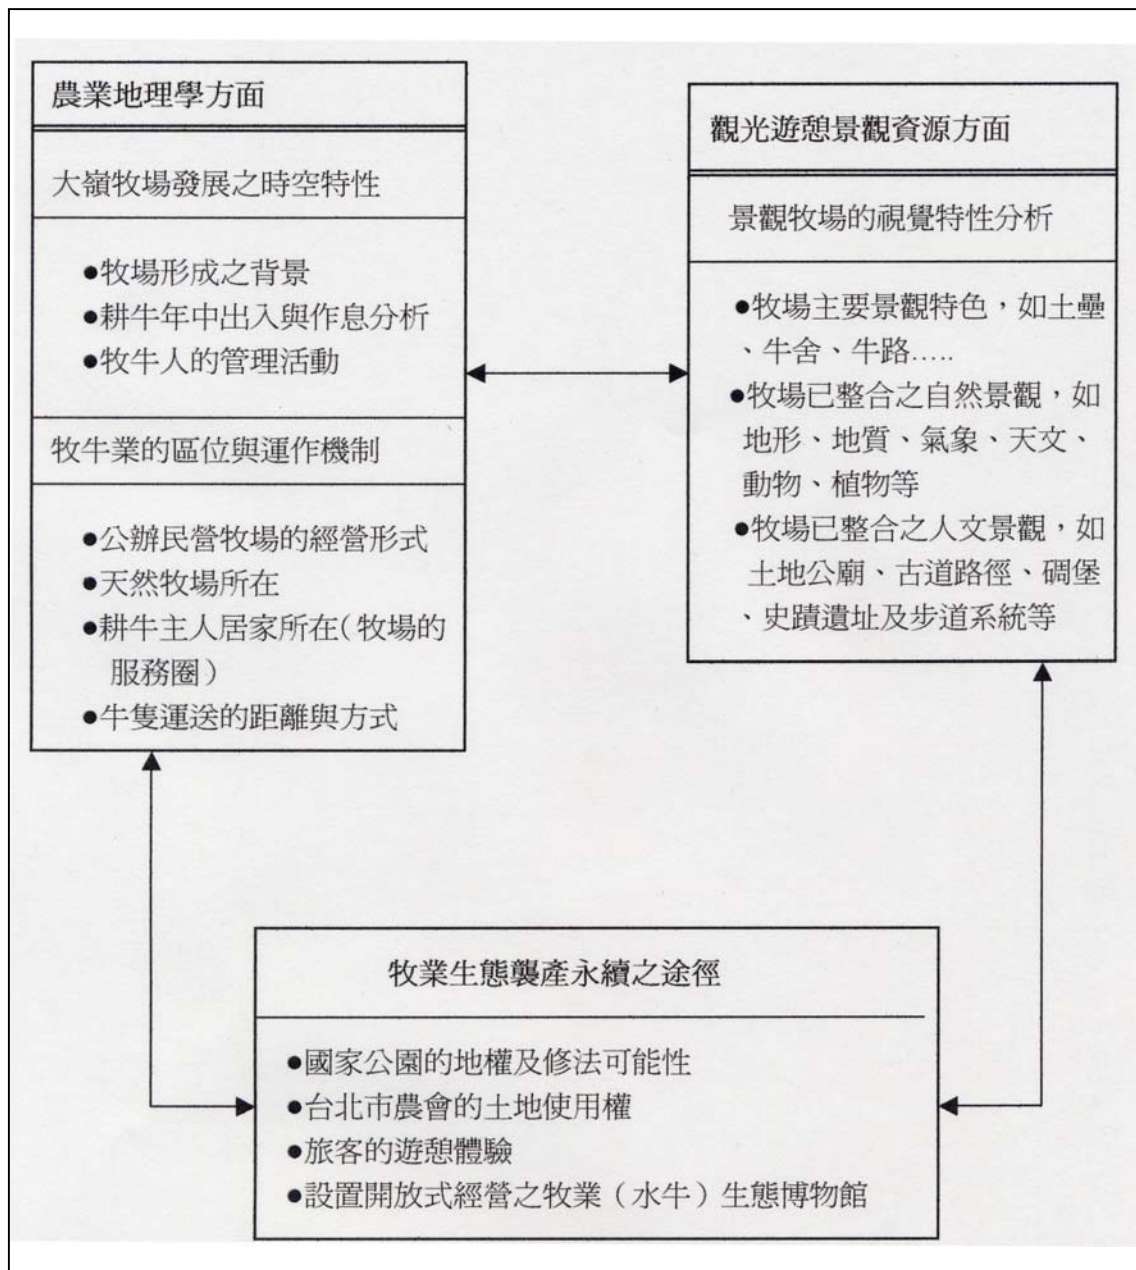 農業地理學方面
大嶺牧場發展之時空特性
●牧場形成之背景
●耕牛年中出入與作息分析
●牧牛人的管理活動
牧牛業的區位與運作機制
●公辦民營牧場的經營形式
●天然牧場所在
●耕牛主人居家所在(牧場的
服務圈)
●牛隻運送的距離與方式
觀光遊憩景觀資源方面
景觀牧場的視覺特性分析
●牧場主要景觀特色，如土壘
、牛舍、牛路.....
●牧場已整合之自然景觀，如
地形、地質、氣象、天文、
動物、植物等
●牧場已整合之人文景觀，如
土地公廟、古道路徑、碉堡
、史蹟遺址及步道系統等
牧業生態襲產永續之途徑
●國家公園的地權及修法可能性
●台北市農會的土地使用權
●旅客的遊憩體驗
●設置開放式經營之牧業（水牛）生態博物館